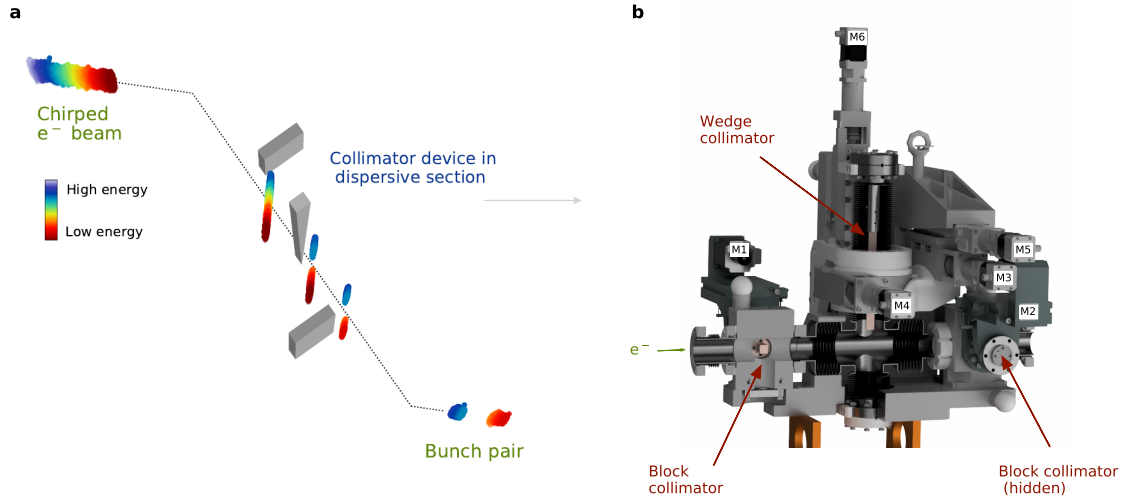 a
Chirped
e⁻ beam
High energy
Low energy
Collimator device in
dispersive section
Bunch pair
b
M6
Wedge
collimator
M1
M5
M3
M4
M2
e⁻
Block
collimator
Block collimator
(hidden)